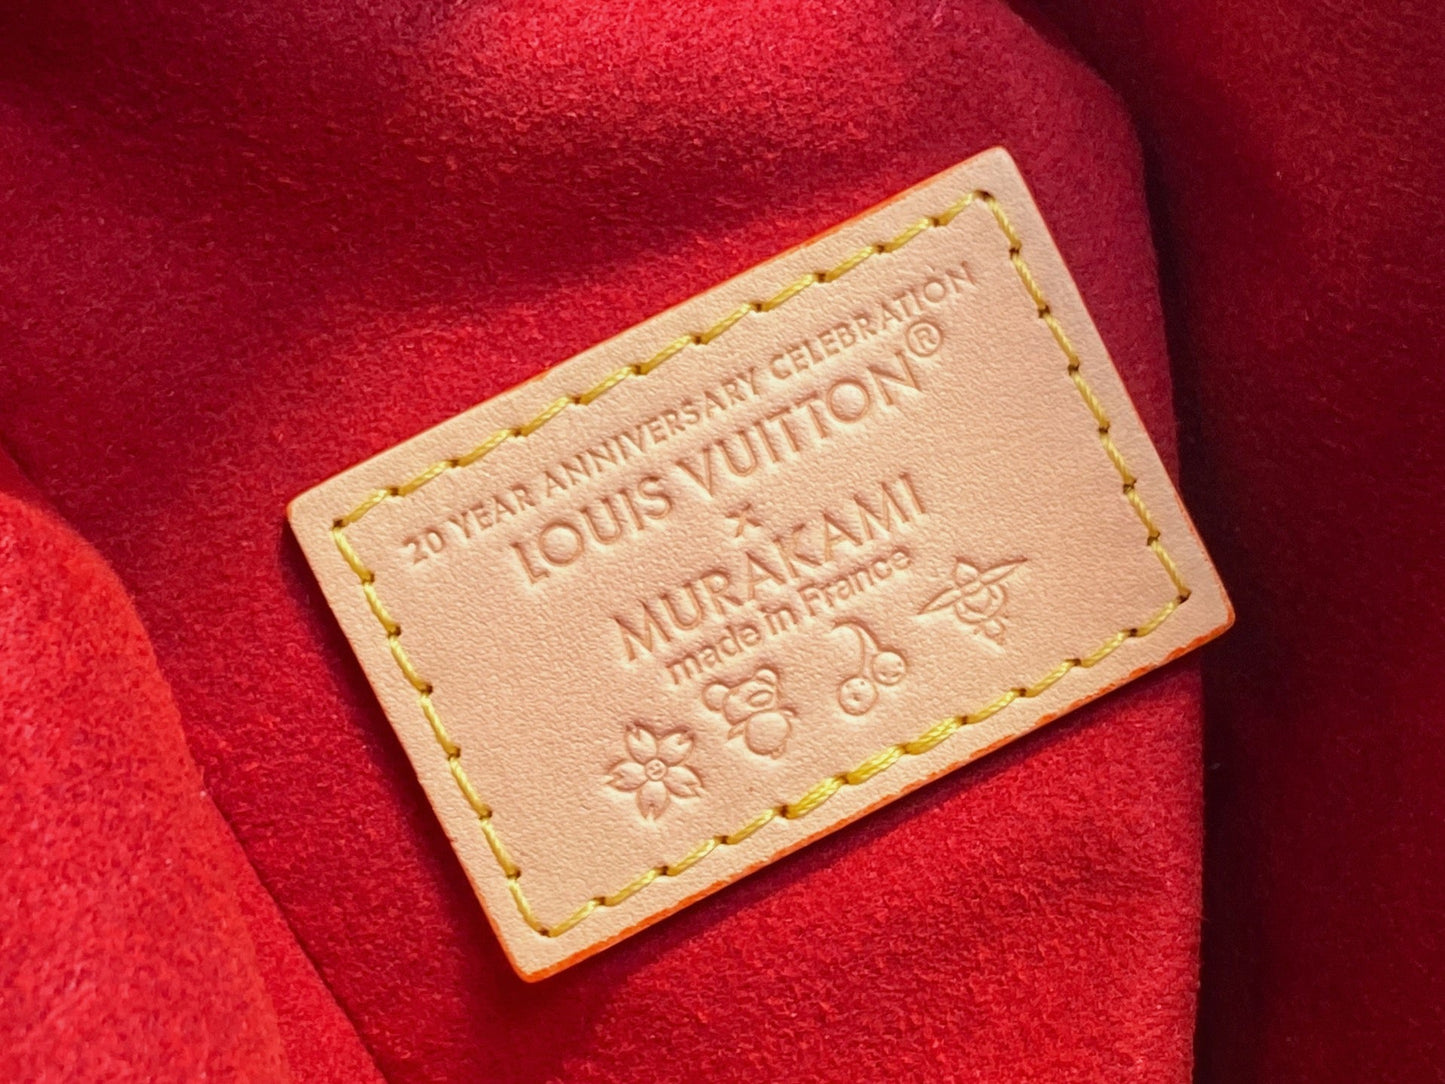 20 YEAR ANNIVERSARY CELEBRATION
LOUIS VUITTON®
x
MURAKAMI
made in France